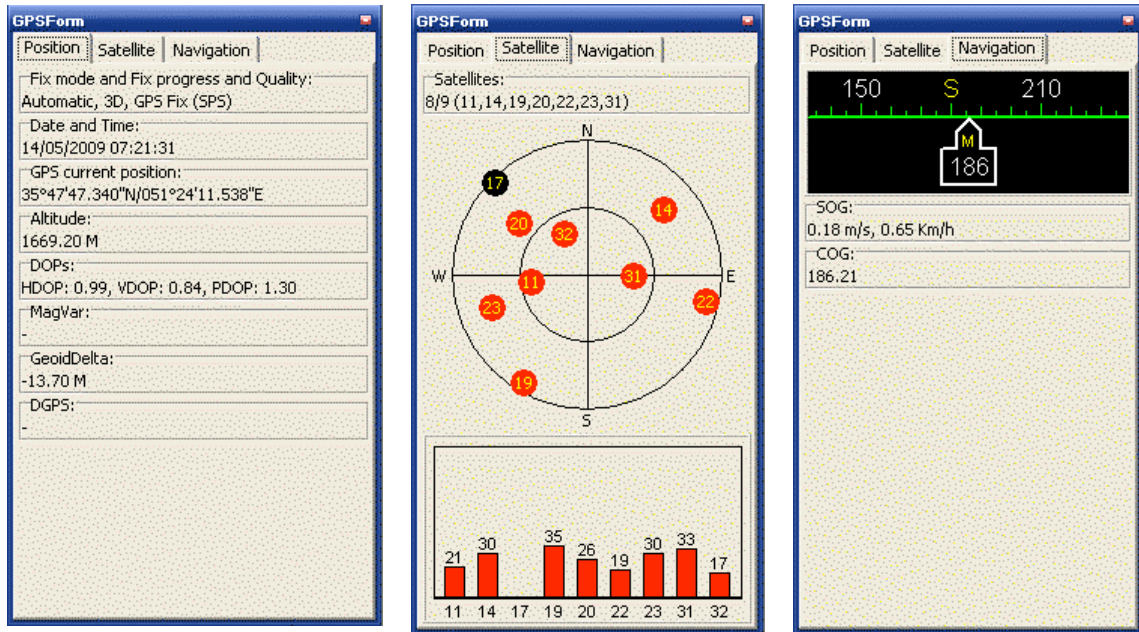 GPSForm
Position Satellite Navigation
Fix mode and Fix progress and Quality:
Automatic, 3D, GPS Fix (SPS)
Date and Time:
14/05/2009 07:21:31
GPS current position:
35°47'47.340"N/051°24'11.538"E
Altitude:
1669.20 M
DOPs:
HDOP: 0.99, VDOP: 0.84, PDOP: 1.30
MagVar:
-
GeoidDelta:
-13.70 M
DGPS:
-
GPSForm
Position Satellite Navigation
Satellites:
8/9 (11,14,19,20,22,23,31)
N
17
14
20
32
W
11
31
E
23
22
19
S
21 30 35 26 19 30 33 17
11 14 17 19 20 22 23 31 32
GPSForm
Position Satellite Navigation
150 S 210
M
186
SOG:
0.18 m/s, 0.65 Km/h
COG:
186.21